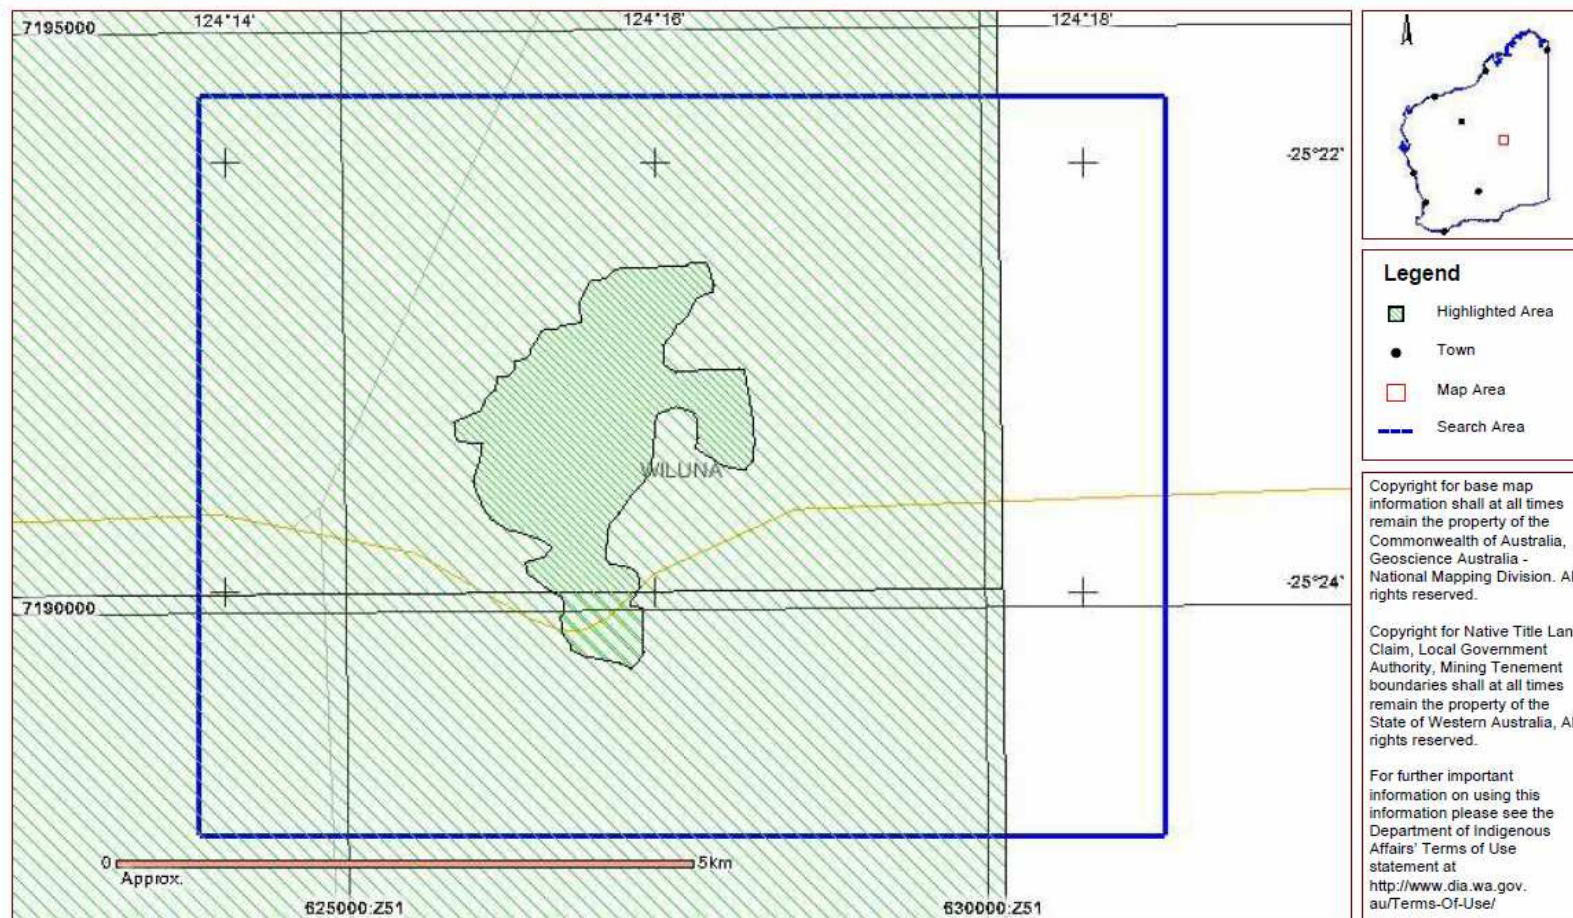 7195000
124°14'
124°16'
124°18'
-25°22'
WILUNA
-25°24'
7190000
0
5km
Approx.
625000:Z51
630000:Z51
Legend
Highlighted Area
Town
Map Area
Search Area
Copyright for base map
information shall at all times
remain the property of the
Commonwealth of Australia,
Geoscience Australia -
National Mapping Division. Al
rights reserved.
Copyright for Native Title Lan
Claim, Local Government
Authority, Mining Tenement
boundaries shall at all times
remain the property of the
State of Western Australia, Al
rights reserved.
For further important
information on using this
information please see the
Department of Indigenous
Affairs' Terms of Use
statement at
http://www.dia.wa.gov.
au/Terms-Of-Use/